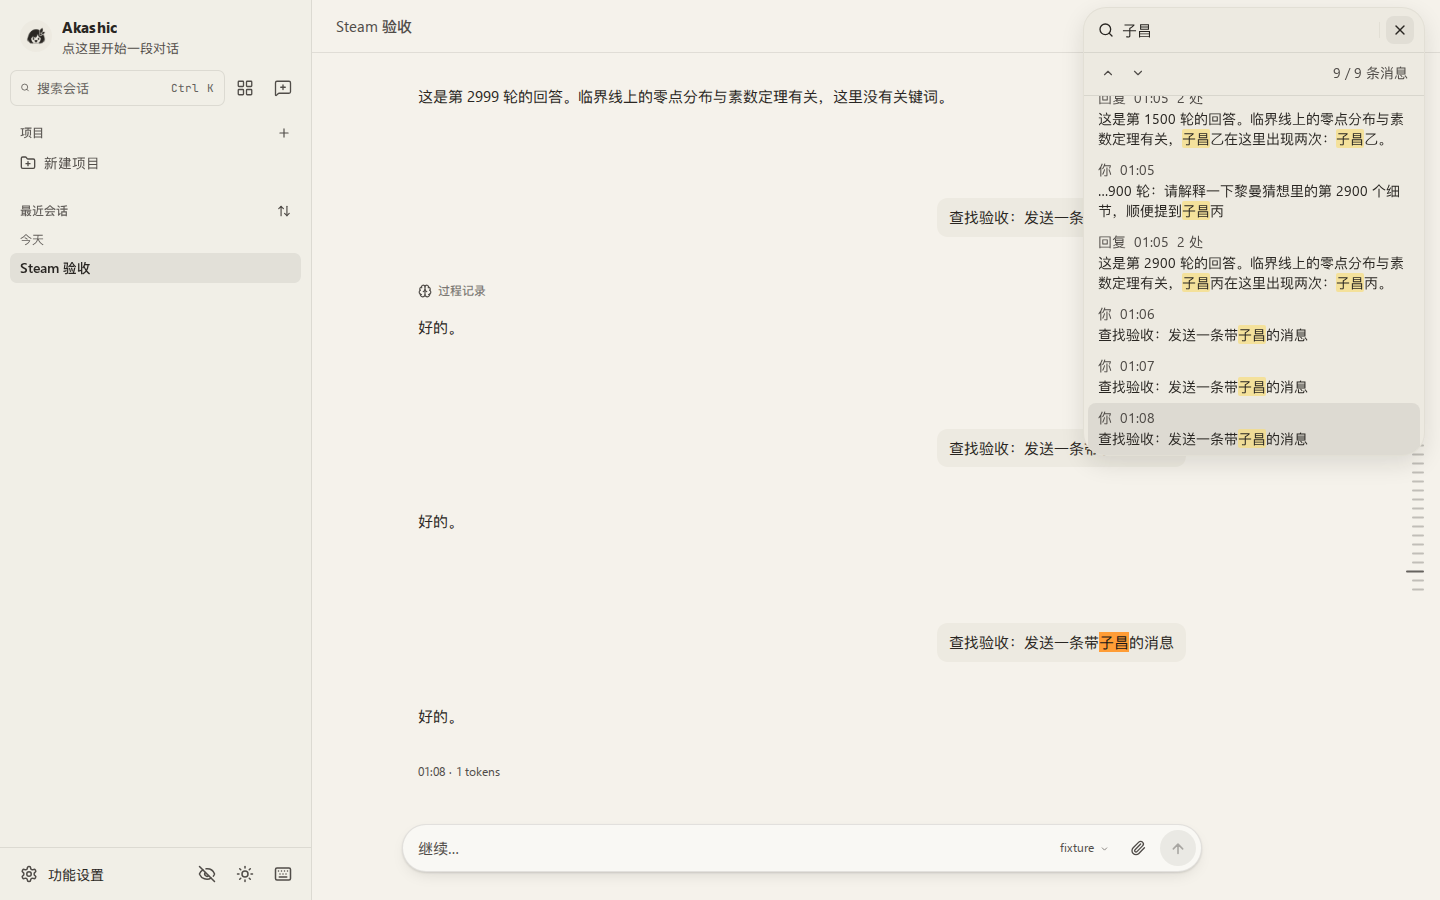 Akashic
点这里开始一段对话
搜索会话 Ctrl K
项目
新建项目
最近会话
今天
Steam 验收
功能设置
Steam 验收
这是第 2999 轮的回答。临界线上的零点分布与素数定理有关，这里没有关键词。
查找验收：发送一条
过程记录
好的。
查找验收：发送一条
好的。
查找验收：发送一条带子昌的消息
好的。
01:08 · 1 tokens
继续...
fixture
子昌
9 / 9 条消息
回复 01:05 2 处
这是第 1500 轮的回答。临界线上的零点分布与素
数定理有关，子昌乙在这里出现两次：子昌乙。
你 01:05
...900 轮：请解释一下黎曼猜想里的第 2900 个细
节，顺便提到子昌丙
回复 01:05 2 处
这是第 2900 轮的回答。临界线上的零点分布与素
数定理有关，子昌丙在这里出现两次：子昌丙。
你 01:06
查找验收：发送一条带子昌的消息
你 01:07
查找验收：发送一条带子昌的消息
你 01:08
查找验收：发送一条带子昌的消息